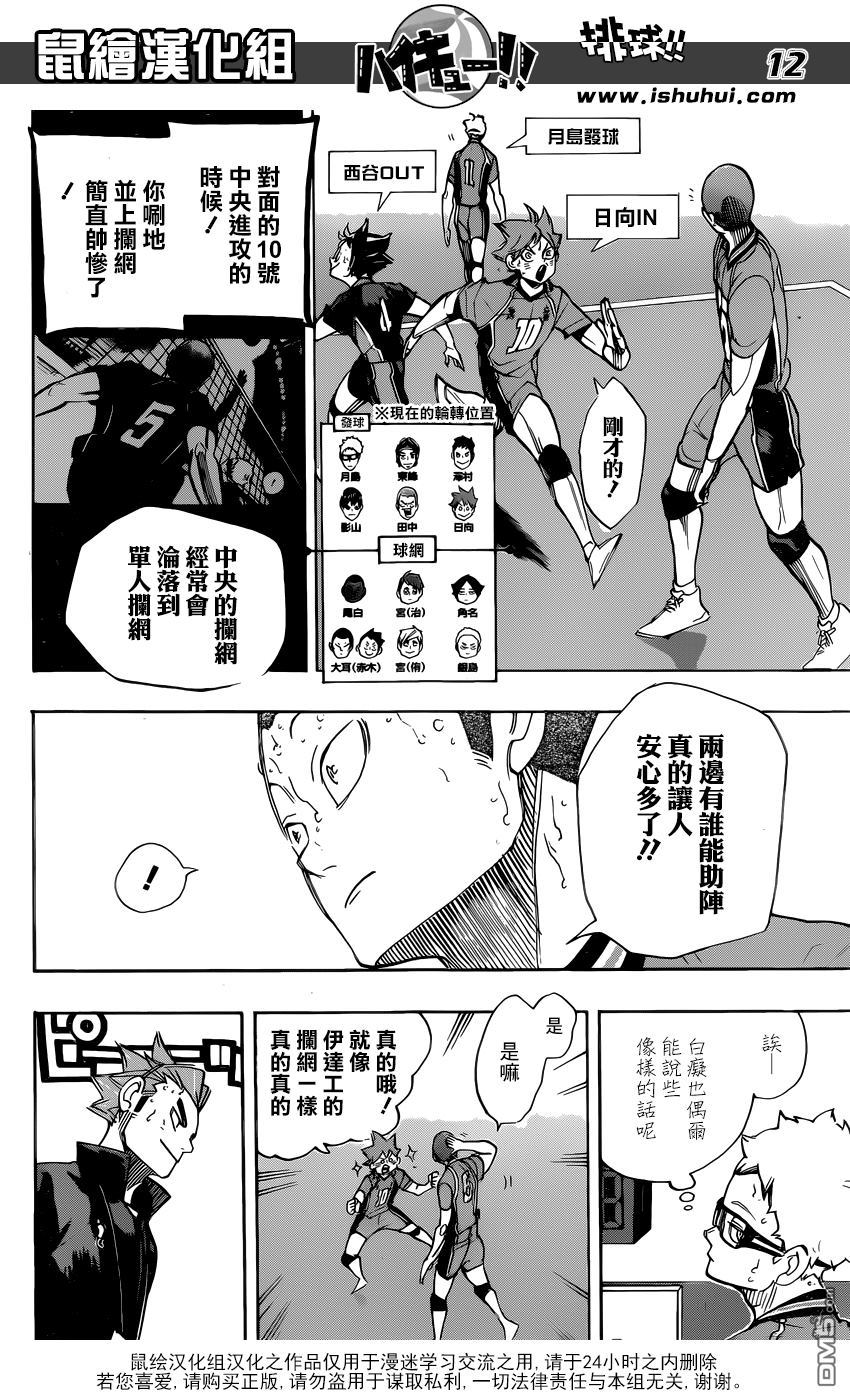 鼠繪漢化組
ハイキュー!!
排球!!
12
www.ishuhui.com
月島發球
西谷OUT
日向IN
剛才的！
對面的10號
中央進攻的
時候！
你唰地
並上攔網
簡直帥慘了
！
5
1
10
※現在的輪轉位置
發球
月島
東峰
澤村
影山
田中
日向
球網
尾白
宮(治)
角名
大耳(赤木)
宮(侑)
銀島
中央的攔網
經常會
淪落到
單人攔網
兩邊有誰能助陣
真的讓人
安心多了!!
！
誒—
白癡也偶爾
能說些
像樣的話呢
是
是嘛
真的哦！
就像
伊達工的
攔網一樣
真的真的
10
DM5.com
鼠绘汉化组汉化之作品仅用于漫迷学习交流之用, 请于24小时之内删除
若您喜爱, 请购买正版, 请勿盗用于谋取私利, 一切法律责任与本组无关, 谢谢。